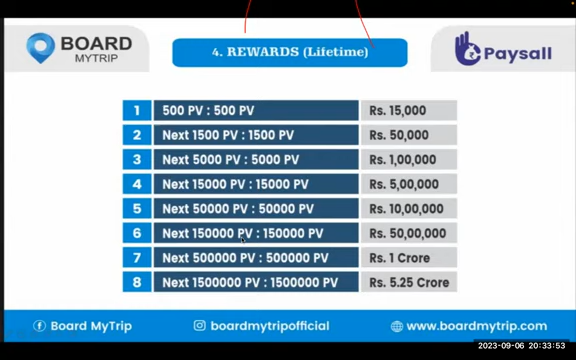 BOARD
MYTRIP
4. REWARDS (Lifetime)
Paysall
1 500 PV : 500 PV Rs. 15,000
2 Next 1500 PV : 1500 PV Rs. 50,000
3 Next 5000 PV : 5000 PV Rs. 1,00,000
4 Next 15000 PV : 15000 PV Rs. 5,00,000
5 Next 50000 PV : 50000 PV Rs. 10,00,000
6 Next 150000 PV : 150000 PV Rs. 50,00,000
7 Next 500000 PV : 500000 PV Rs. 1 Crore
8 Next 1500000 PV : 1500000 PV Rs. 5.25 Crore
Board MyTrip boardmytripofficial www.boardmytrip.com
2023-09-06 20:33:53